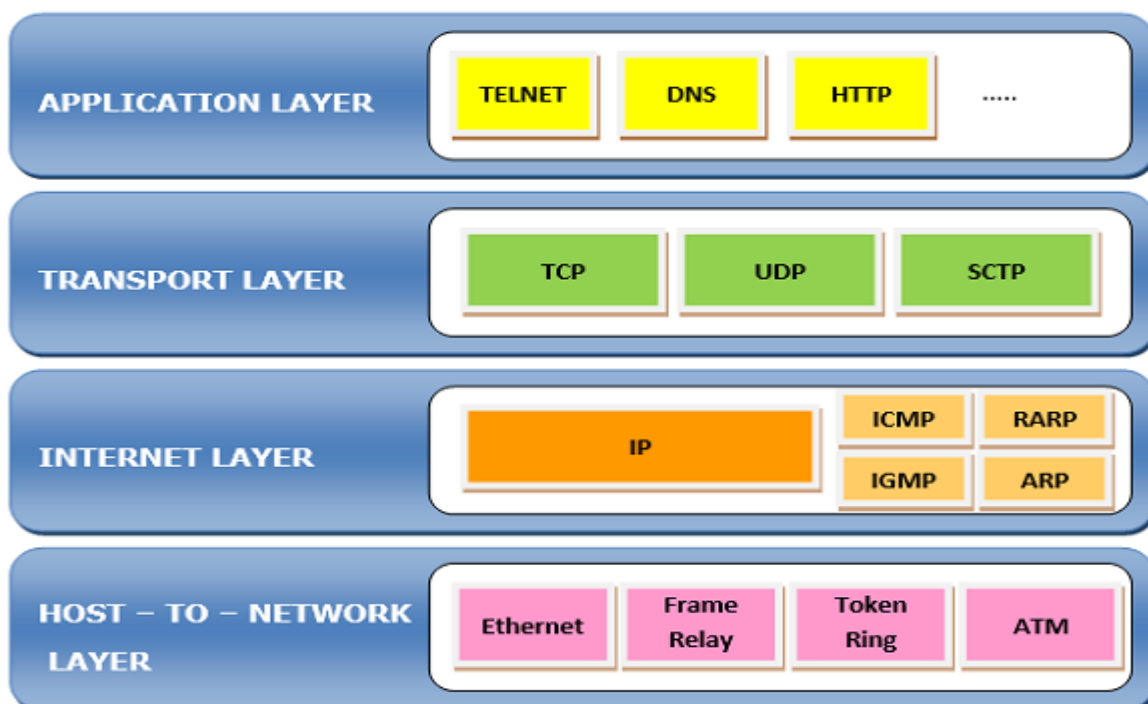 APPLICATION LAYER
TELNET
DNS
HTTP
.....
TRANSPORT LAYER
TCP
UDP
SCTP
INTERNET LAYER
IP
ICMP
RARP
IGMP
ARP
HOST – TO – NETWORK
LAYER
Ethernet
Frame
Relay
Token
Ring
ATM